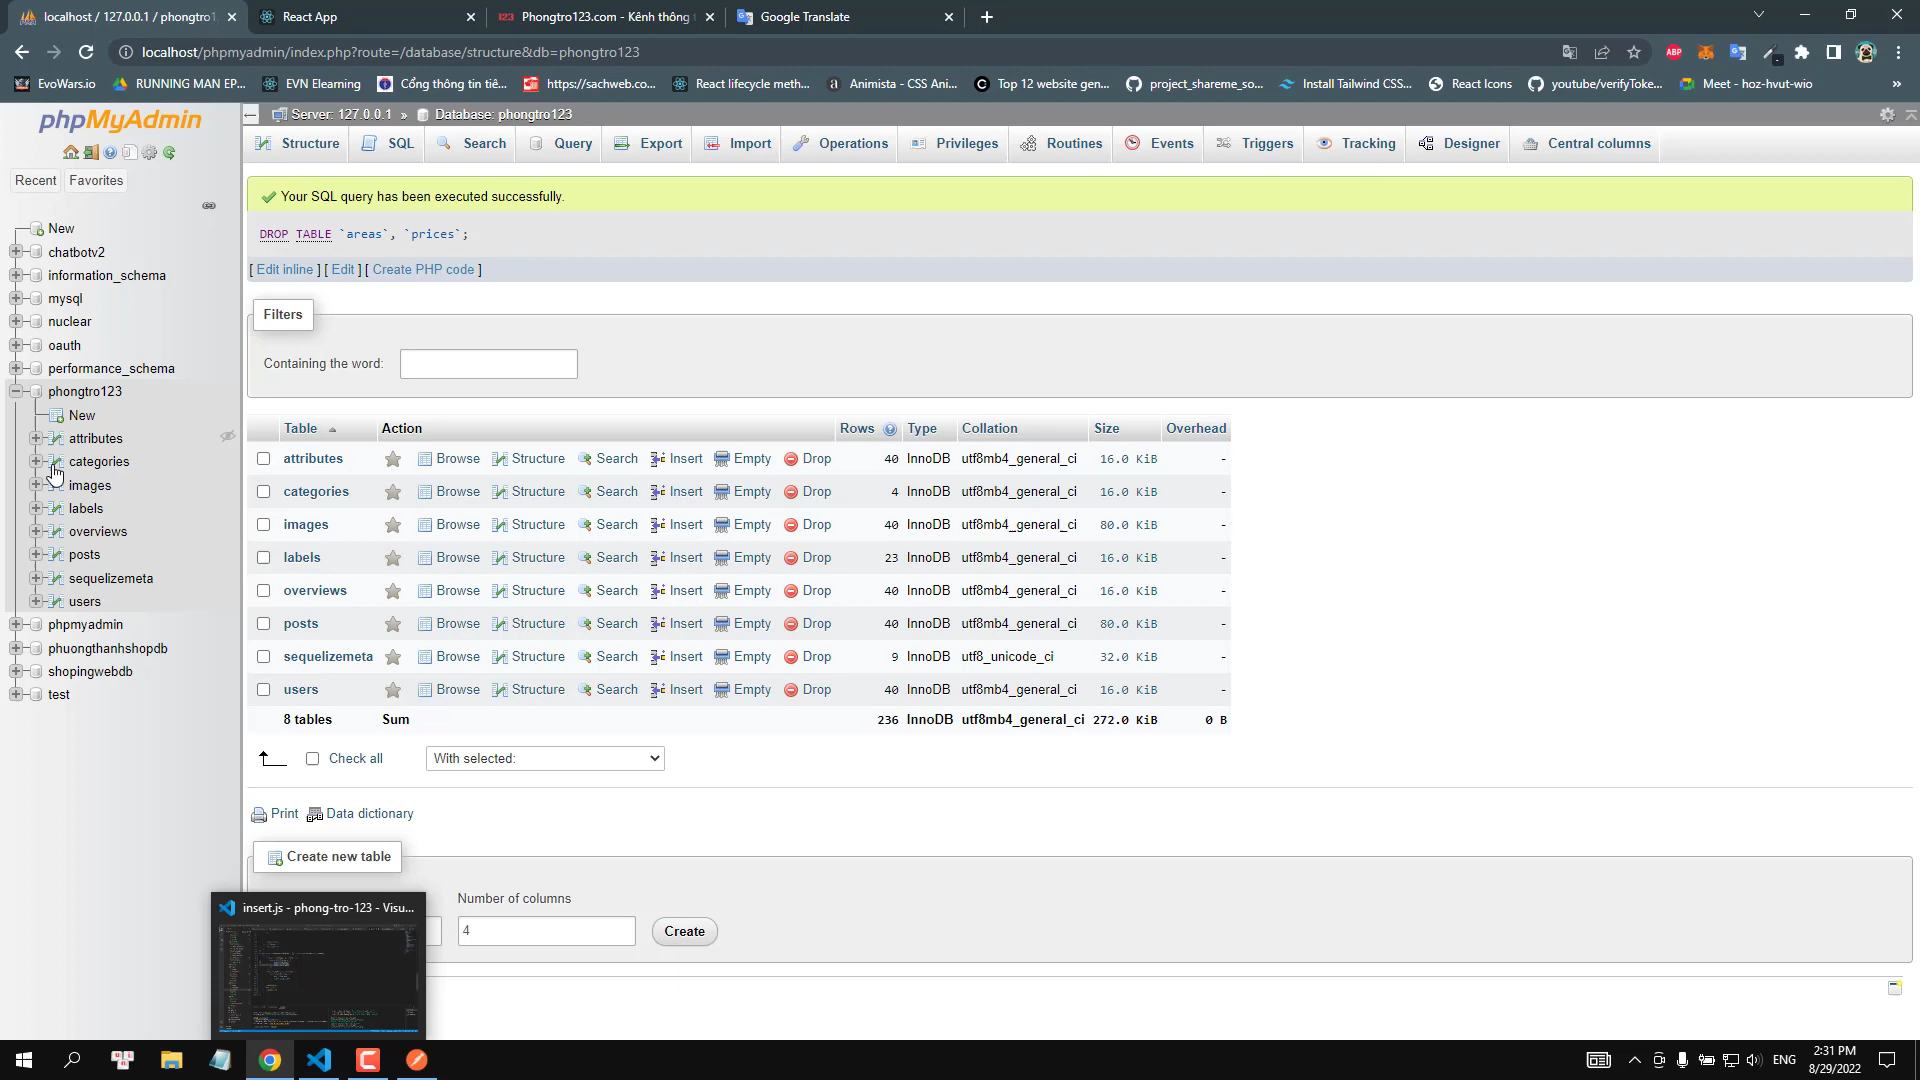 localhost / 127.0.0.1 / phongtro1
React App
Phongtro123.com - Kênh thông
Google Translate
localhost/phpmyadmin/index.php?route=/database/structure&db=phongtro123
EvoWars.io
RUNNING MAN EP...
EVN Elearning
Cổng thông tin tiê...
https://sachweb.co...
React lifecycle meth...
Animista - CSS Ani...
Top 12 website gen...
project_shareme_so...
Install Tailwind CSS...
React Icons
youtube/verifyToke...
Meet - hoz-hvut-wio
phpMyAdmin
Recent
Favorites
New
chatbotv2
information_schema
mysql
nuclear
oauth
performance_schema
phongtro123
New
attributes
categories
images
labels
overviews
posts
sequelizemeta
users
phpmyadmin
phuongthanhshopdb
shopingwebdb
test
Server: 127.0.0.1 » Database: phongtro123
Structure SQL Search Query Export Import Operations Privileges Routines Events Triggers Tracking Designer Central columns
Your SQL query has been executed successfully.
DROP TABLE `areas`, `prices`;
[ Edit inline ] [ Edit ] [ Create PHP code ]
Filters
Containing the word:
Table Action Rows Type Collation Size Overhead
attributes Browse Structure Search Insert Empty Drop 40 InnoDB utf8mb4_general_ci 16.0 KiB -
categories Browse Structure Search Insert Empty Drop 4 InnoDB utf8mb4_general_ci 16.0 KiB -
images Browse Structure Search Insert Empty Drop 40 InnoDB utf8mb4_general_ci 80.0 KiB -
labels Browse Structure Search Insert Empty Drop 23 InnoDB utf8mb4_general_ci 16.0 KiB -
overviews Browse Structure Search Insert Empty Drop 40 InnoDB utf8mb4_general_ci 16.0 KiB -
posts Browse Structure Search Insert Empty Drop 40 InnoDB utf8mb4_general_ci 80.0 KiB -
sequelizemeta Browse Structure Search Insert Empty Drop 9 InnoDB utf8_unicode_ci 32.0 KiB -
users Browse Structure Search Insert Empty Drop 40 InnoDB utf8mb4_general_ci 16.0 KiB -
8 tables Sum 236 InnoDB utf8mb4_general_ci 272.0 KiB 0 B
Check all
With selected:
Print Data dictionary
Create new table
Number of columns
4
Create
insert.js - phong-tro-123 - Visu...
ENG
2:31 PM
8/29/2022